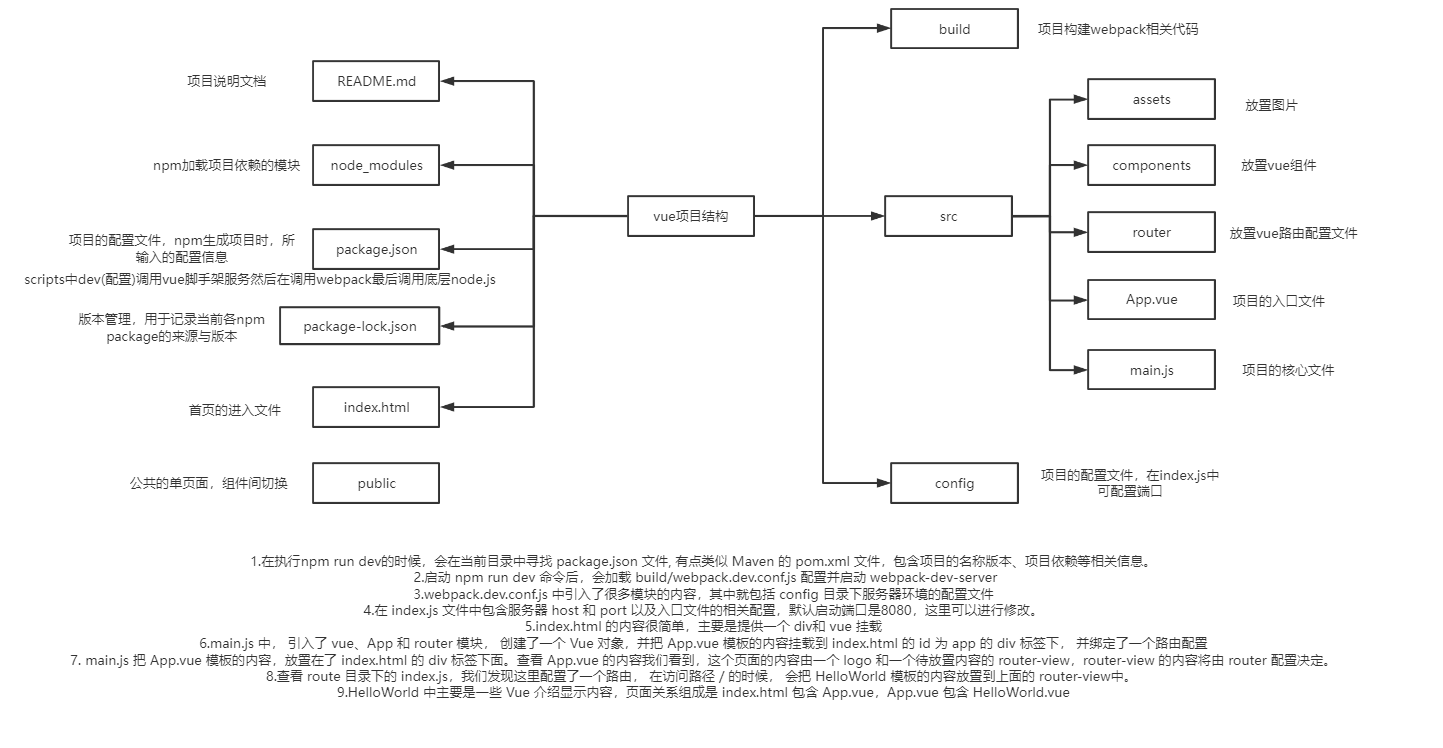 build
项目构建webpack相关代码
项目说明文档
README.md
assets
放置图片
npm加载项目依赖的模块
node_modules
components
放置vue组件
vue项目结构
src
项目的配置文件，npm生成项目时，所
输入的配置信息
package.json
router
放置vue路由配置文件
scripts中dev(配置)调用vue脚手架服务然后在调用webpack最后调用底层node.js
App.vue
项目的入口文件
版本管理，用于记录当前各npm
package的来源与版本
package-lock.json
main.js
项目的核心文件
首页的进入文件
index.html
公共的单页面，组件间切换
public
config
项目的配置文件，在index.js中
可配置端口
1.在执行npm run dev的时候，会在当前目录中寻找 package.json 文件, 有点类似 Maven 的 pom.xml 文件，包含项目的名称版本、项目依赖等相关信息。
2.启动 npm run dev 命令后，会加载 build/webpack.dev.conf.js 配置并启动 webpack-dev-server
3.webpack.dev.conf.js 中引入了很多模块的内容，其中就包括 config 目录下服务器环境的配置文件
4.在 index.js 文件中包含服务器 host 和 port 以及入口文件的相关配置，默认启动端口是8080，这里可以进行修改。
5.index.html 的内容很简单，主要是提供一个 div和 vue 挂载
6.main.js 中， 引入了 vue、App 和 router 模块， 创建了一个 Vue 对象，并把 App.vue 模板的内容挂载到 index.html 的 id 为 app 的 div 标签下， 并绑定了一个路由配置
7. main.js 把 App.vue 模板的内容，放置在了 index.html 的 div 标签下面。查看 App.vue 的内容我们看到，这个页面的内容由一个 logo 和一个待放置内容的 router-view，router-view 的内容将由 router 配置决定。
8.查看 route 目录下的 index.js，我们发现这里配置了一个路由， 在访问路径 / 的时候， 会把 HelloWorld 模板的内容放置到上面的 router-view中。
9.HelloWorld 中主要是一些 Vue 介绍显示内容，页面关系组成是 index.html 包含 App.vue，App.vue 包含 HelloWorld.vue